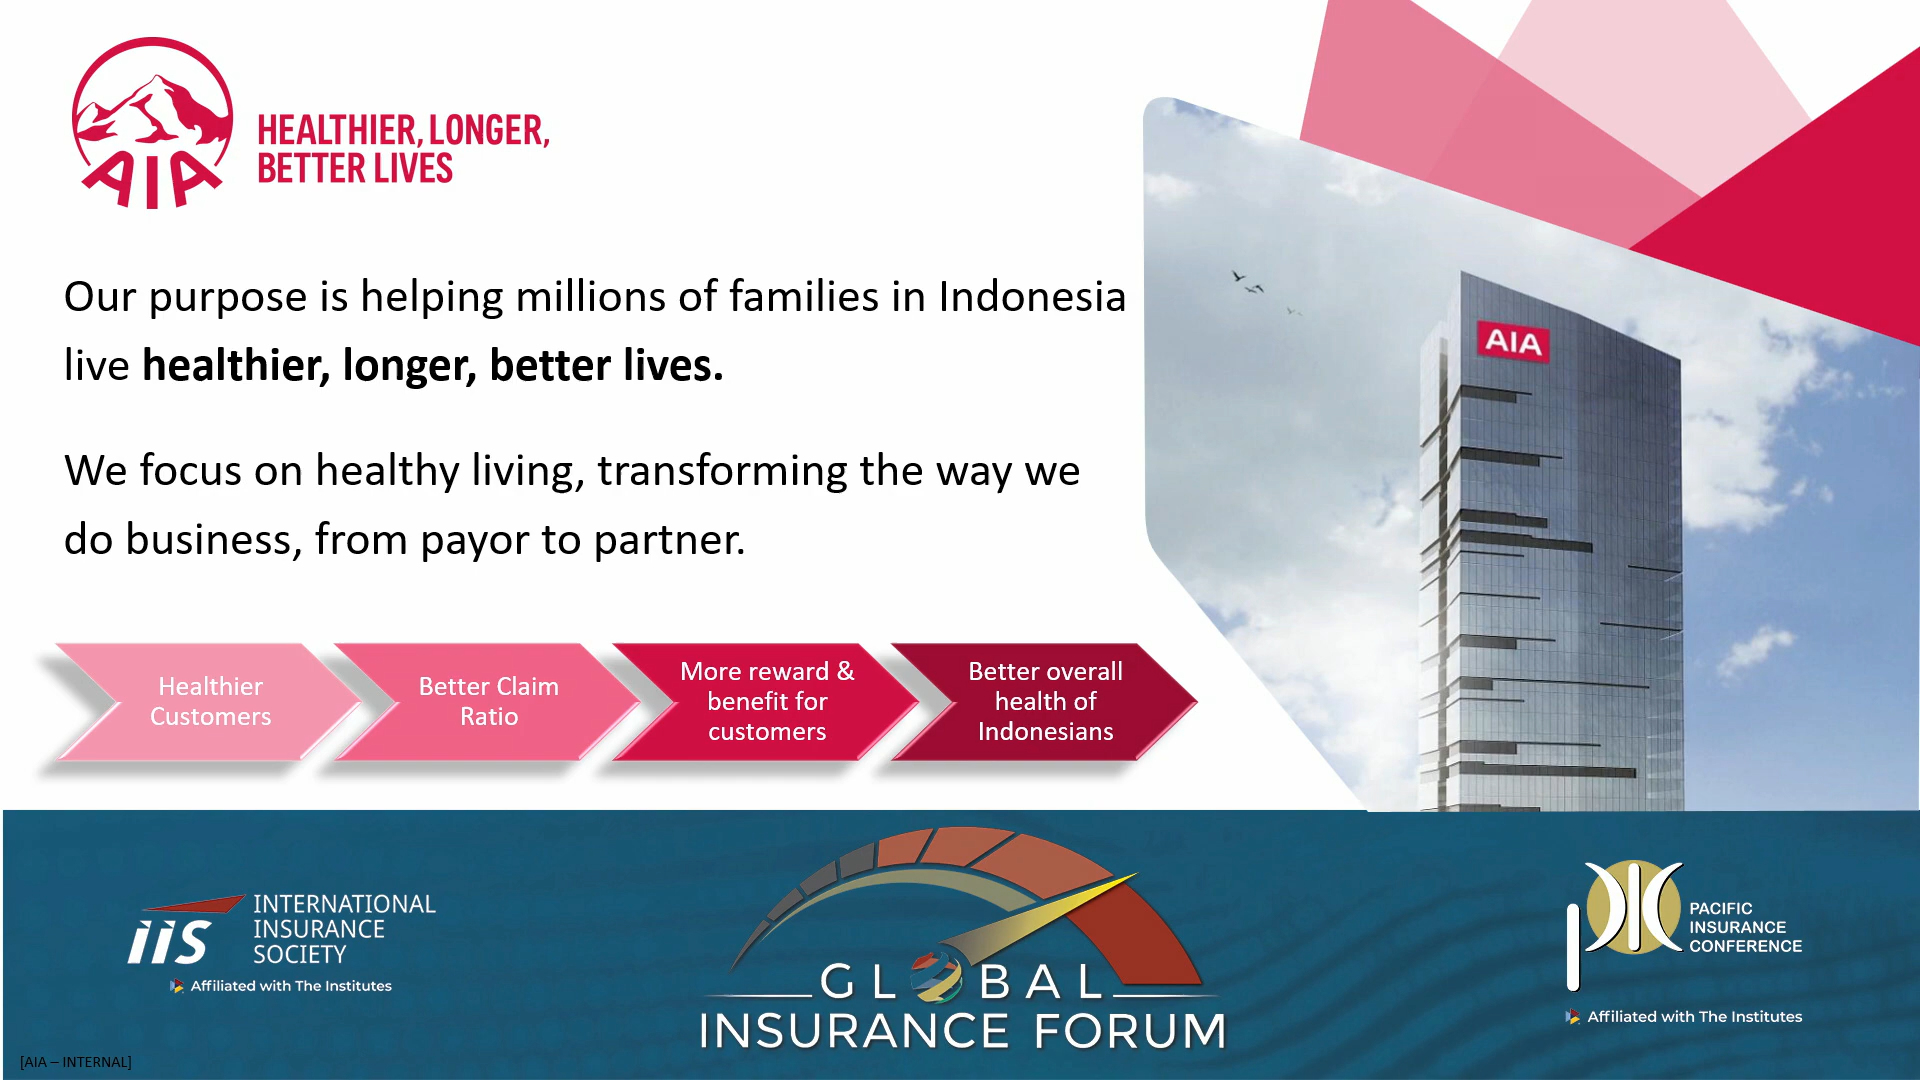 AIA
HEALTHIER, LONGER,
BETTER LIVES
Our purpose is helping millions of families in Indonesia
live healthier, longer, better lives.
We focus on healthy living, transforming the way we
do business, from payor to partner.
AIA
Healthier
Customers
Better Claim
Ratio
More reward &
benefit for
customers
Better overall
health of
Indonesians
iiS
INTERNATIONAL
INSURANCE
SOCIETY
Affiliated with The Institutes
GLOBAL
INSURANCE FORUM
PIC
PACIFIC
INSURANCE
CONFERENCE
Affiliated with The Institutes
[AIA – INTERNAL]